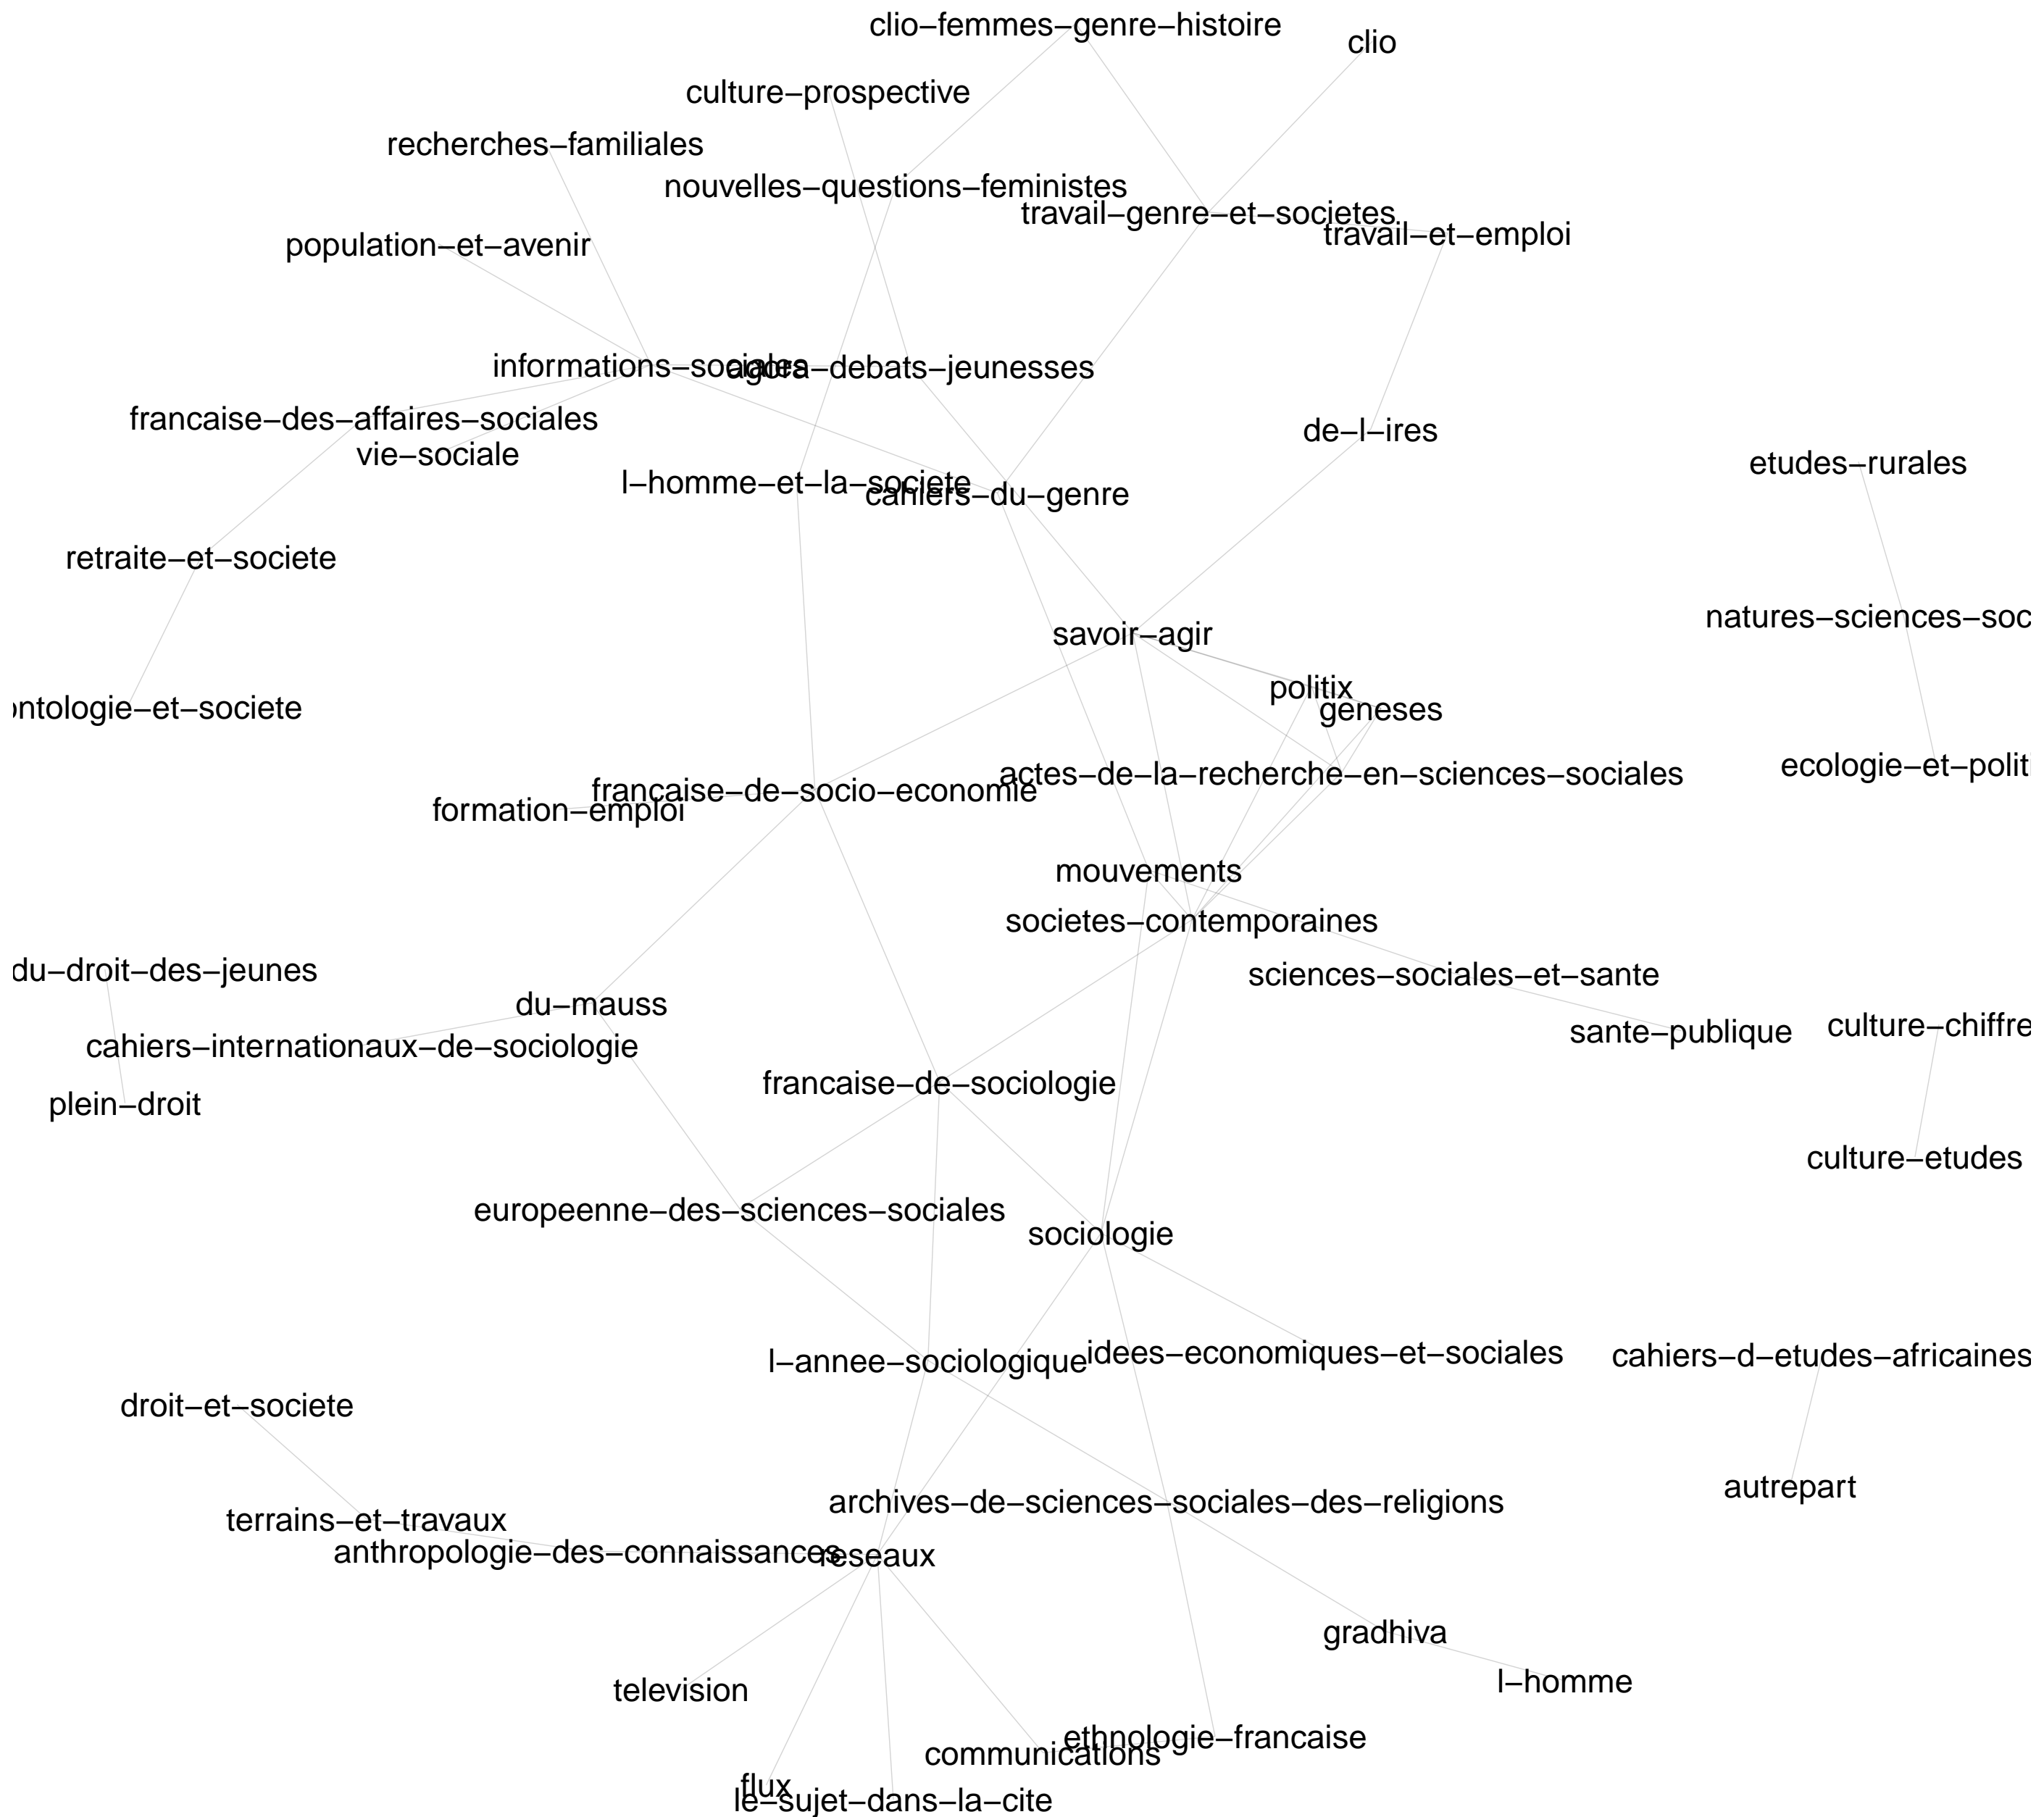 clio–femmes–genre–histoire
clio
culture–prospective
recherches–familiales
nouvelles–questions–feministes
travail–genre–et–societes
travail–et–emploi
population–et–avenir
informations–sociales
agora–debats–jeunesses
francaise–des–affaires–sociales
de–l–ires
vie–sociale
etudes–rurales
l–homme–et–la–societe
cahiers–du–genre
retraite–et–societe
natures–sciences–soc
savoir–agir
politix
geneses
ontologie–et–societe
ecologie–et–polit
actes–de–la–recherche–en–sciences–sociales
francaise–de–socio–economie
formation–emploi
mouvements
societes–contemporaines
du–droit–des–jeunes
sciences–sociales–et–sante
du–mauss
culture–chiffre
sante–publique
cahiers–internationaux–de–sociologie
francaise–de–sociologie
plein–droit
culture–etudes
europeenne–des–sciences–sociales
sociologie
idees–economiques–et–sociales
cahiers–d–etudes–africaines
l–annee–sociologique
droit–et–societe
autrepart
archives–de–sciences–sociales–des–religions
terrains–et–travaux
anthropologie–des–connaissances
reseaux
gradhiva
l–homme
television
ethnologie–francaise
communications
flux
le–sujet–dans–la–cite